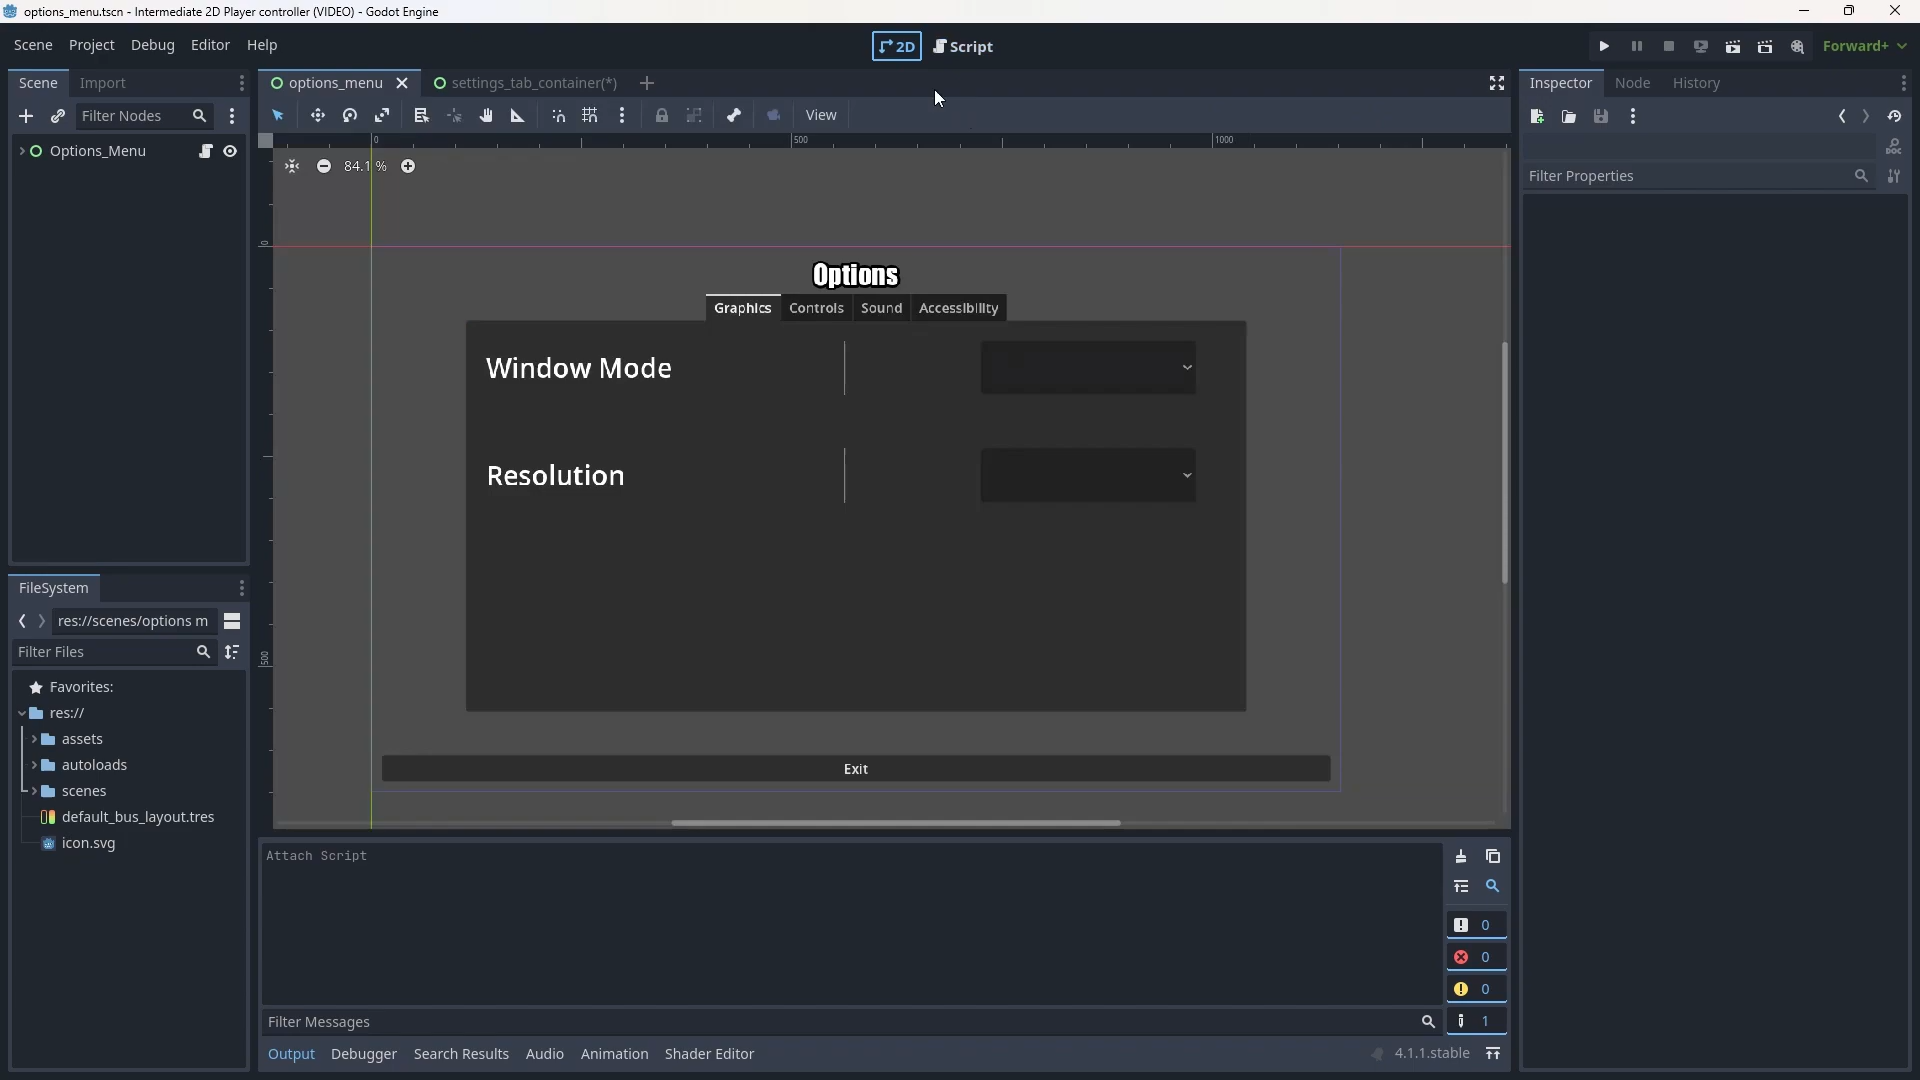 options_menu.tscn - Intermediate 2D Player controller (VIDEO) - Godot Engine
Scene Project Debug Editor Help
2D Script
Forward+
Scene Import
options_menu settings_tab_container(*)
Inspector Node History
Filter Nodes
View
Options_Menu
0 500 1000
84.1 %
Filter Properties
DOC
0
Options
Graphics Controls Sound Accessibility
Window Mode
Resolution
500
Exit
FileSystem
res://scenes/options m
Filter Files
Favorites:
res://
assets
autoloads
scenes
default_bus_layout.tres
icon.svg
Attach Script
0
0
0
1
Filter Messages
Output Debugger Search Results Audio Animation Shader Editor
4.1.1.stable